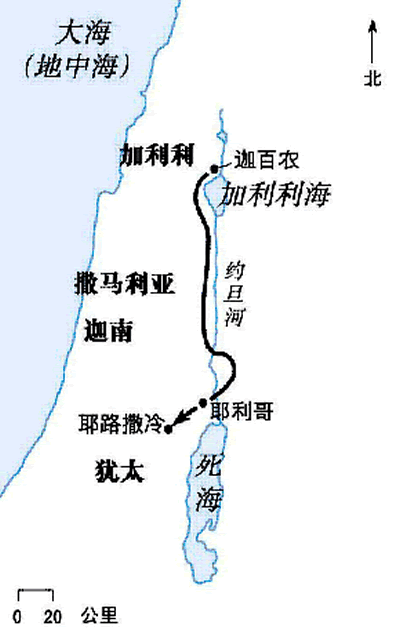 大海
(地中海)
北
加利利
迦百农
加利利海
撒马利亚
约旦河
迦南
耶利哥
耶路撒冷
犹太
死海
0 20 公里